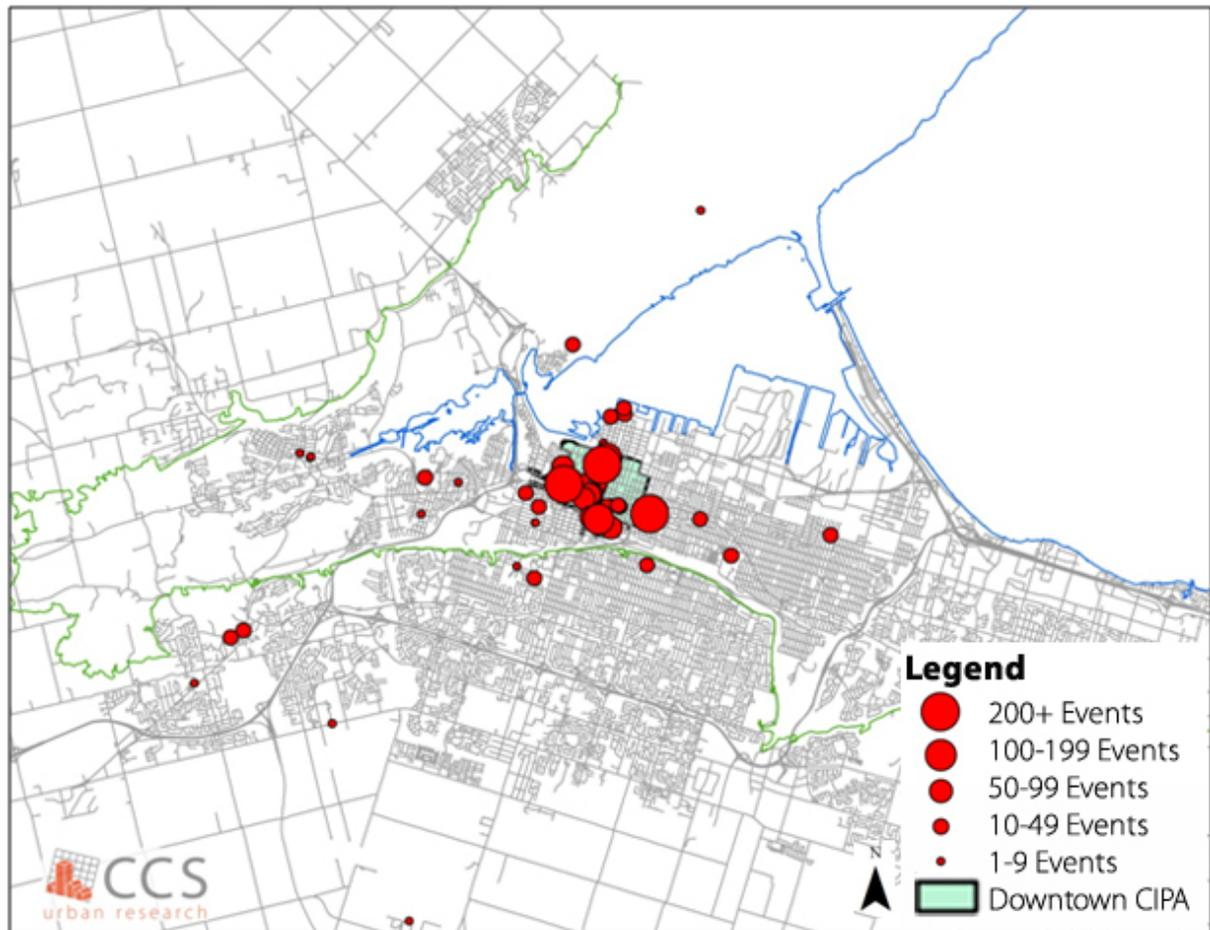 Legend
200+ Events
100-199 Events
50-99 Events
10-49 Events
1-9 Events
Downtown CIPA
N
CCS
urban research